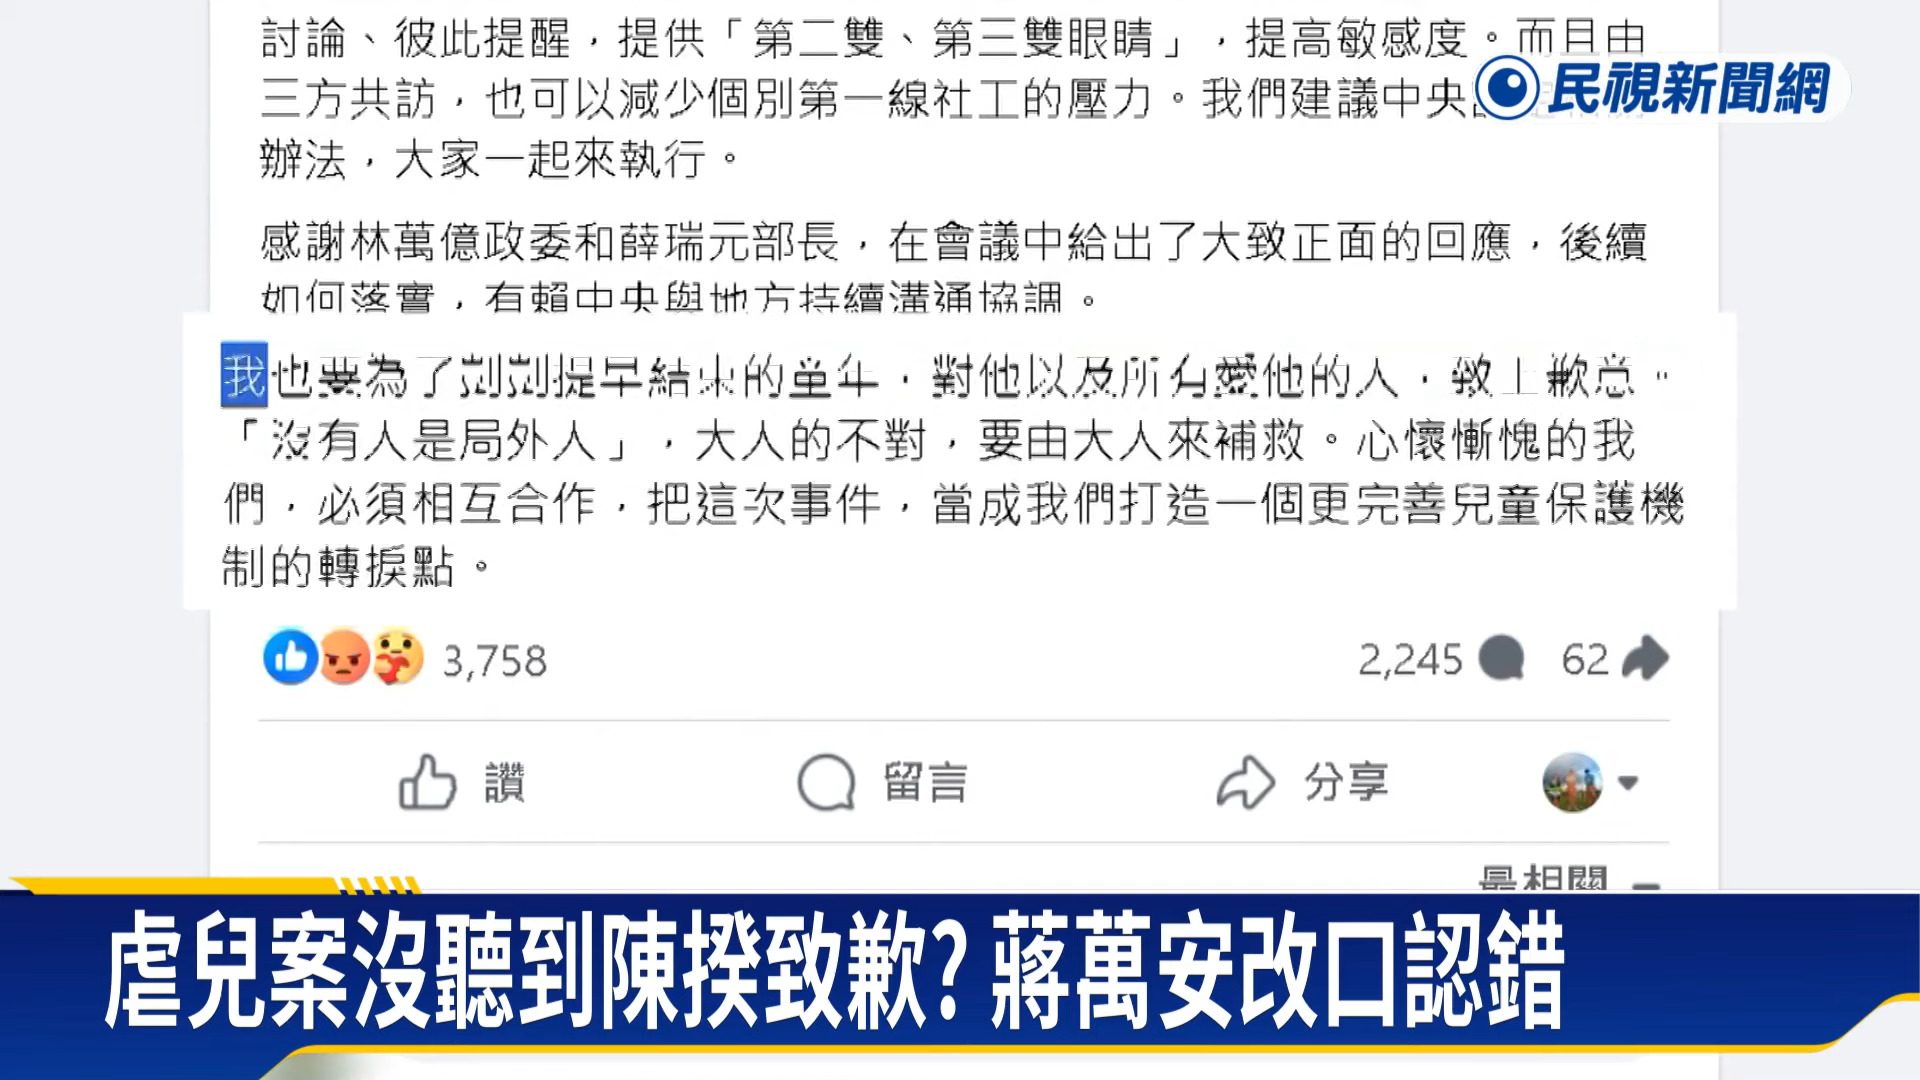 討論、彼此提醒，提供「第二雙、第三雙眼睛」，提高敏感度。而且由
三方共訪，也可以減少個別第一線社工的壓力。我們建議中央
民視新聞網
辦法，大家一起來執行。
感謝林萬億政委和薛瑞元部長，在會議中給出了大致正面的回應，後續
如何落實，有賴中央與地方持續溝通協調。
我也要為了剴剴提早結束的童年，對他以及所有愛他的人，致上歉意。
「沒有人是局外人」，大人的不對，要由大人來補救。心懷慚愧的我
們，必須相互合作，把這次事件，當成我們打造一個更完善兒童保護機
制的轉捩點。
3,758
2,245
62
讚
留言
分享
最相關
虐兒案沒聽到陳揆致歉? 蔣萬安改口認錯